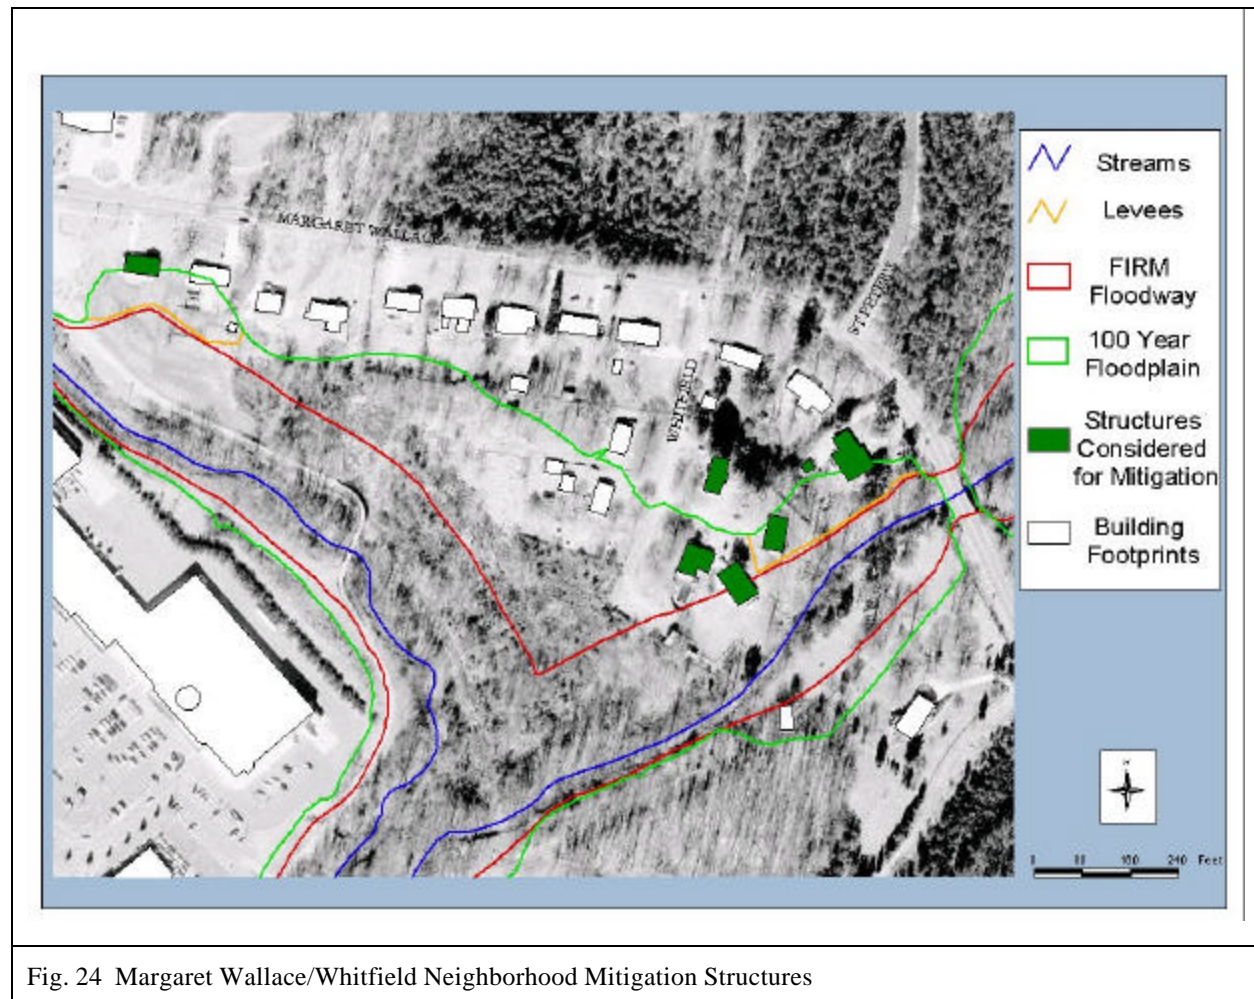 MARGARET WALLACE
WHITFIELD
Streams
Levees
FIRM
Floodway
100 Year
Floodplain
Structures
Considered
for Mitigation
Building
Footprints
N
240 Feet
Fig. 24 Margaret Wallace/Whitfield Neighborhood Mitigation Structures